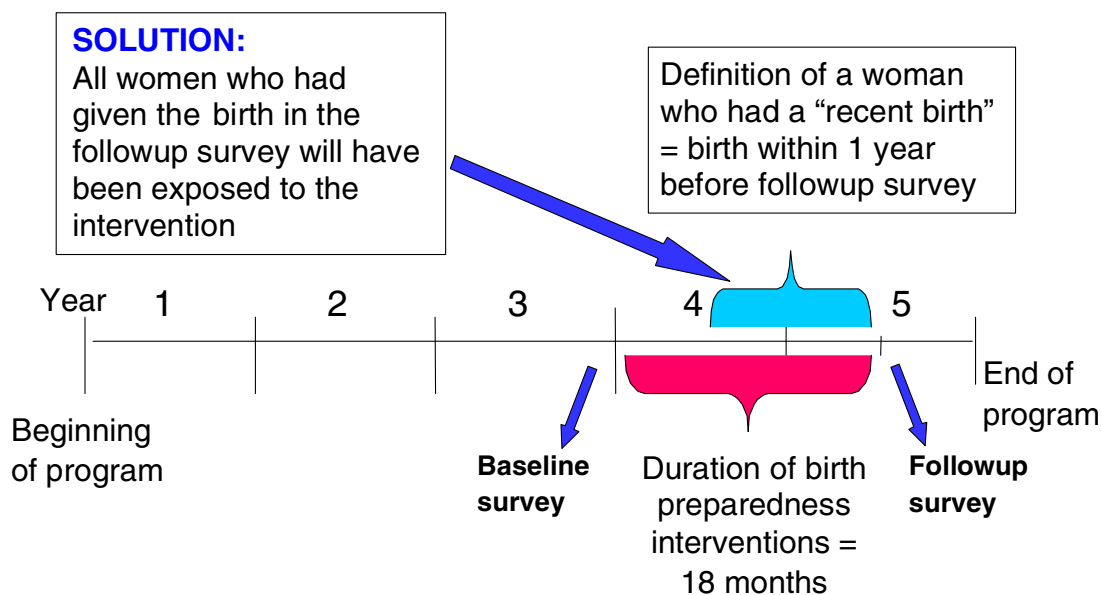 SOLUTION:
All women who had
given the birth in the
followup survey will have
been exposed to the
intervention
Definition of a woman
who had a “recent birth”
= birth within 1 year
before followup survey
Year 1 2 3 4 5
Beginning
of program
Baseline
survey
Duration of birth
preparedness
interventions =
18 months
Followup
survey
End of
program